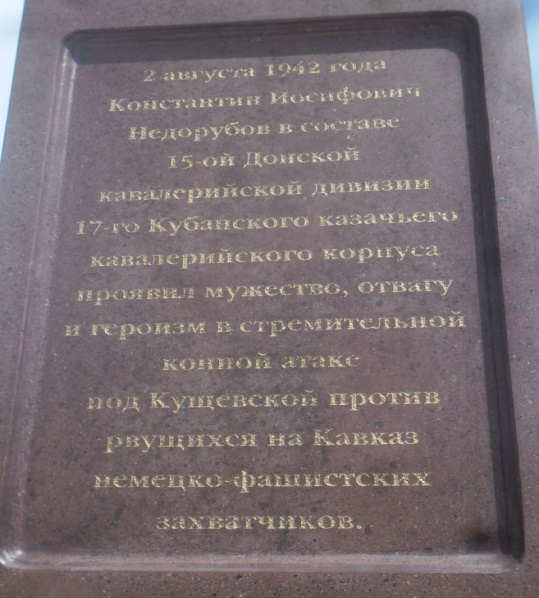 2 августа 1942 года
Константин Иосифович
Недорубов в составе
15-ой Донской
кавалерийской дивизии
17-го Кубанского казачьего
кавалерийского корпуса
проявил мужество, отвагу
и героизм в стремительной
конной атаке
под Кущевской против
рвущихся на Кавказ
немецко-фашистских
захватчиков.